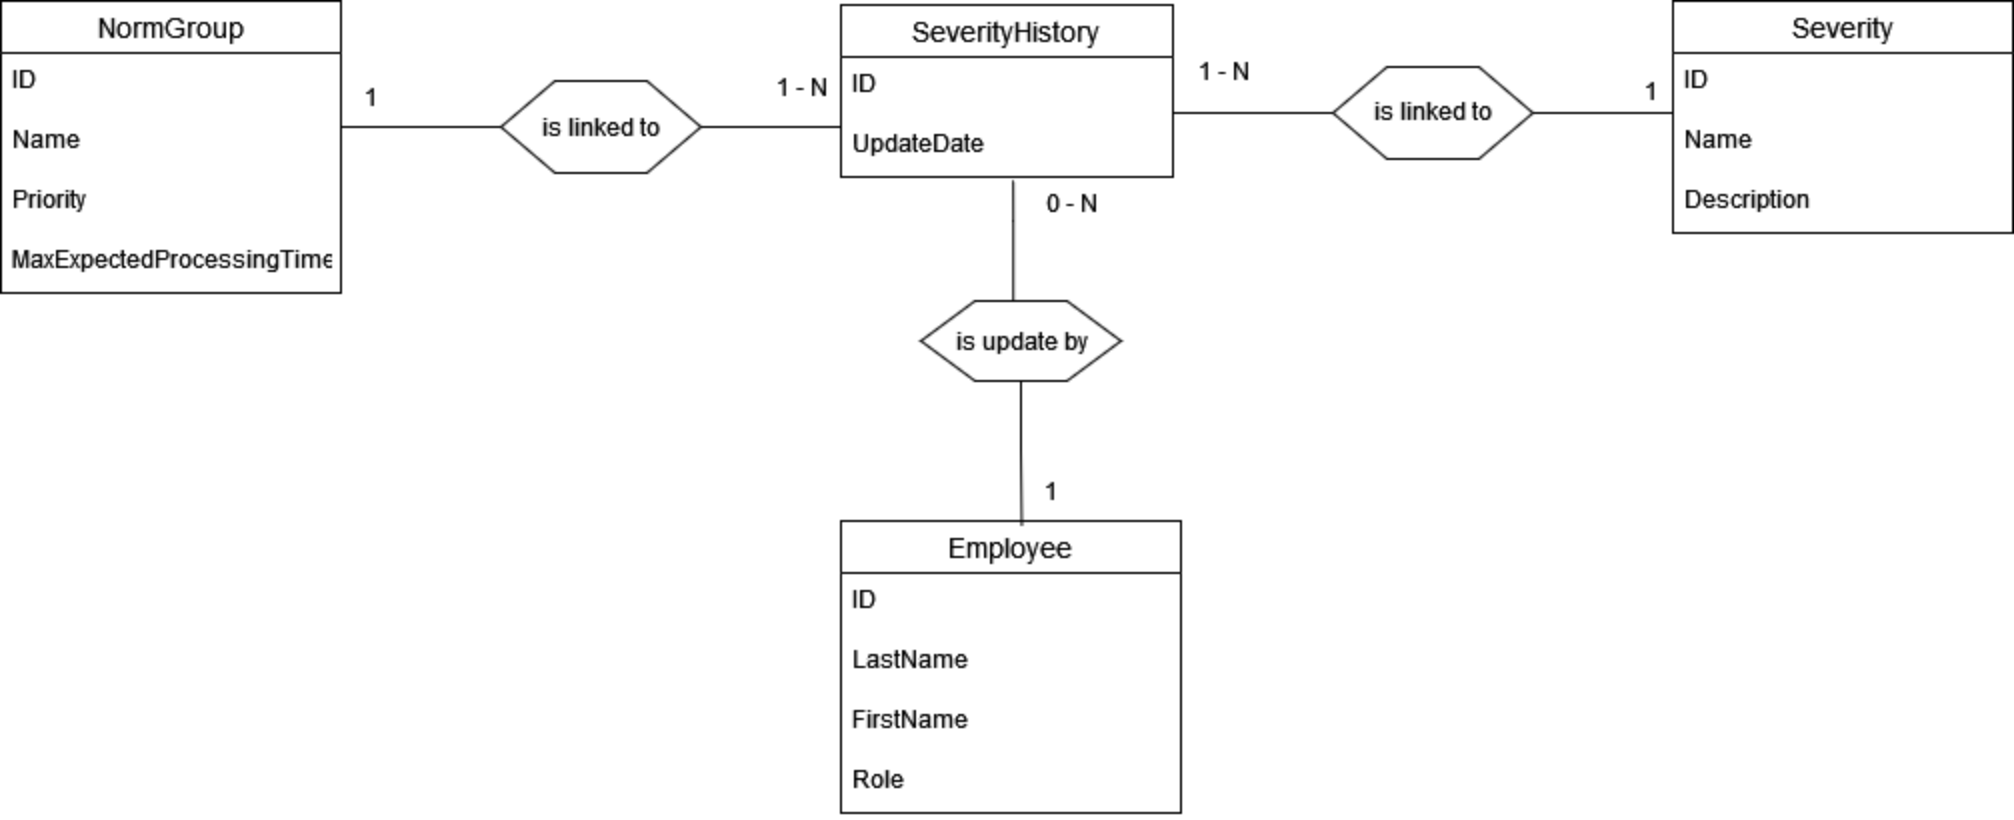 NormGroup
ID
Name
Priority
MaxExpectedProcessingTime
1
is linked to
1 - N
SeverityHistory
ID
UpdateDate
1 - N
is linked to
1
Severity
ID
Name
Description
0 - N
is update by
1
Employee
ID
LastName
FirstName
Role